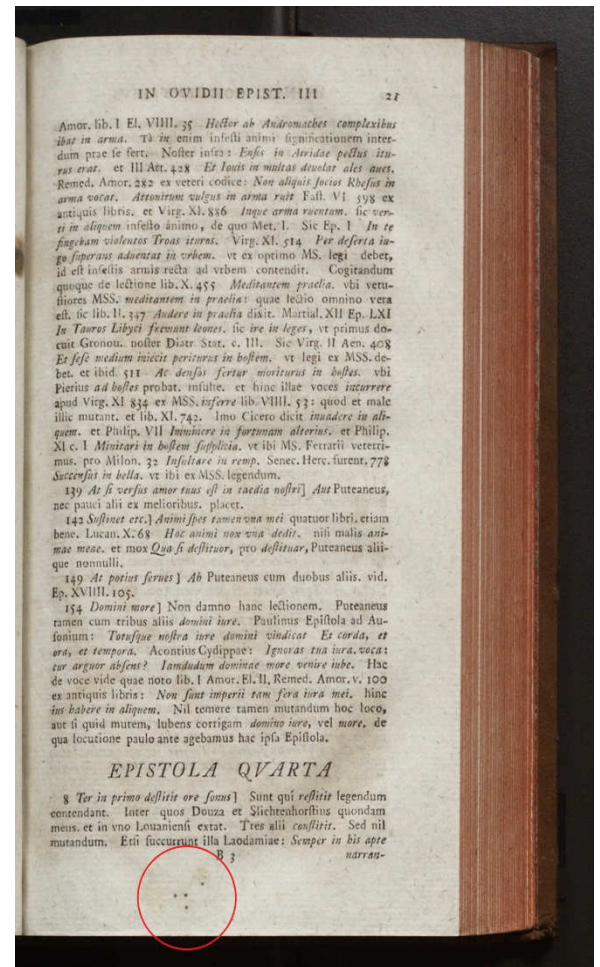 IN OVIDII EPIST. III 21
Amor. lib. I El. VIIII. 35 Hector ab Andromaches complexibus
ibat in arma. Τὸ in enim infeſti animi ſignificationem inter-
dum prae ſe fert. Noſter infra: Enſis in Atridae pectus itu-
rus erat. et III Art. 428 Et Iouis in multas deuolat ales aues.
Remed. Amor. 282 ex veteri codice: Non aliquis ſocios Rheſus in
arma vocat. Attonitum vulgus in arma ruit Faſt. VI 598 ex
antiquis libris. et Virg. XI. 886 Inque arma ruentum. ſic ver-
ti in aliquem infeſto animo, de quo Met. I. Sic Ep. I In te
fingebam violentos Troas ituros. Virg. XI. 514 Per deſerta iu-
go ſuperans aduentat in vrbem. vt ex optimo MS. legi debet,
id eſt infeſtis armis recta ad vrbem contendit. Cogitandum
quoque de lectione lib. X. 455 Meditantem praelia. vbi vetu-
ſtiores MSS. meditantem in praelia: quae lectio omnino vera
eſt. ſic lib. II. 347 Audere in praelia dixit. Martial. XII Ep. LXI
In Tauros Libyci fremunt leones. ſic ire in leges, vt primus do-
cuit Gronou. noſter Diatr. Stat. c. III. Sic Virg. II Aen. 408
Et ſeſe medium iniecit periturus in hoſtem. vt legi ex MSS. de-
bet. et ibid. 511 Ac denſos fertur moriturus in hoſtes. vbi
Pierius ad hoſtes probat. inſulſe. et hinc illae voces incurrere
apud Virg. XI 834 ex MSS. inferre lib. VIIII. 53: quod et male
illic mutant. et lib. XI. 742. Imo Cicero dicit inuadere in ali-
quem. et Philip. VII Imminere in fortunam alterius. et Philip.
XI c. I Minitari in hoſtem ſupplicia. vt ibi MS. Ferrarii veterri-
mus. pro Milon. 32 Inſultare in remp. Senec. Herc. furent. 778
Succenſus in bella. vt ibi ex MSS. legendum.
139 At ſi verſus amor tuus eſt in taedia noſtri] Aut Puteaneus,
nec pauci alii ex melioribus. placet.
142 Suſtinet etc.] Animi ſpes tamen vna mei quatuor libri. etiam
bene. Lucan. X. 68 Hoc animi nox vna dedit. niſi malis ani-
mae meae. et mox Qua ſi deſtituor, pro deſtituar, Puteaneus alii-
que nonnulli.
149 At potius ſerues] Ab Puteaneus cum duobus aliis. vid.
Ep. XVIIII. 105.
154 Domini more] Non damno hanc lectionem. Puteaneus
tamen cum tribus aliis domini iure. Paulinus Epiſtola ad Au-
ſonium: Totuſque noſtra iure domini vindicat Et corda, et
ora, et tempora. Acontius Cydippae: Ignoras tua iura. voca:
cur arguor abſens? Iamdudum dominae more venire iube. Hac
de voce vide quae noto lib. I Amor. El. II. Remed. Amor. v. 100
ex antiquis libris: Non ſunt imperii tam fera iura mei. hinc
ius habere in aliquem. Nil temere tamen mutandum hoc loco,
aut ſi quid mutem, lubens corrigam domino iure, vel more. de
qua locutione paulo ante agebamus hac ipſa Epiſtola.
EPISTOLA QVARTA
8 Ter in primo deſtitit ore ſonus] Sunt qui reſtitit legendum
contendant. Inter quos Douza et Slichtenhorſtius quondam
meus. et in vno Louanienſi extat. Tres alii conſtitit. Sed nil
mutandum. Etſi ſuccurrunt illa Laodamiae: Semper in his apte
B 3 narran-